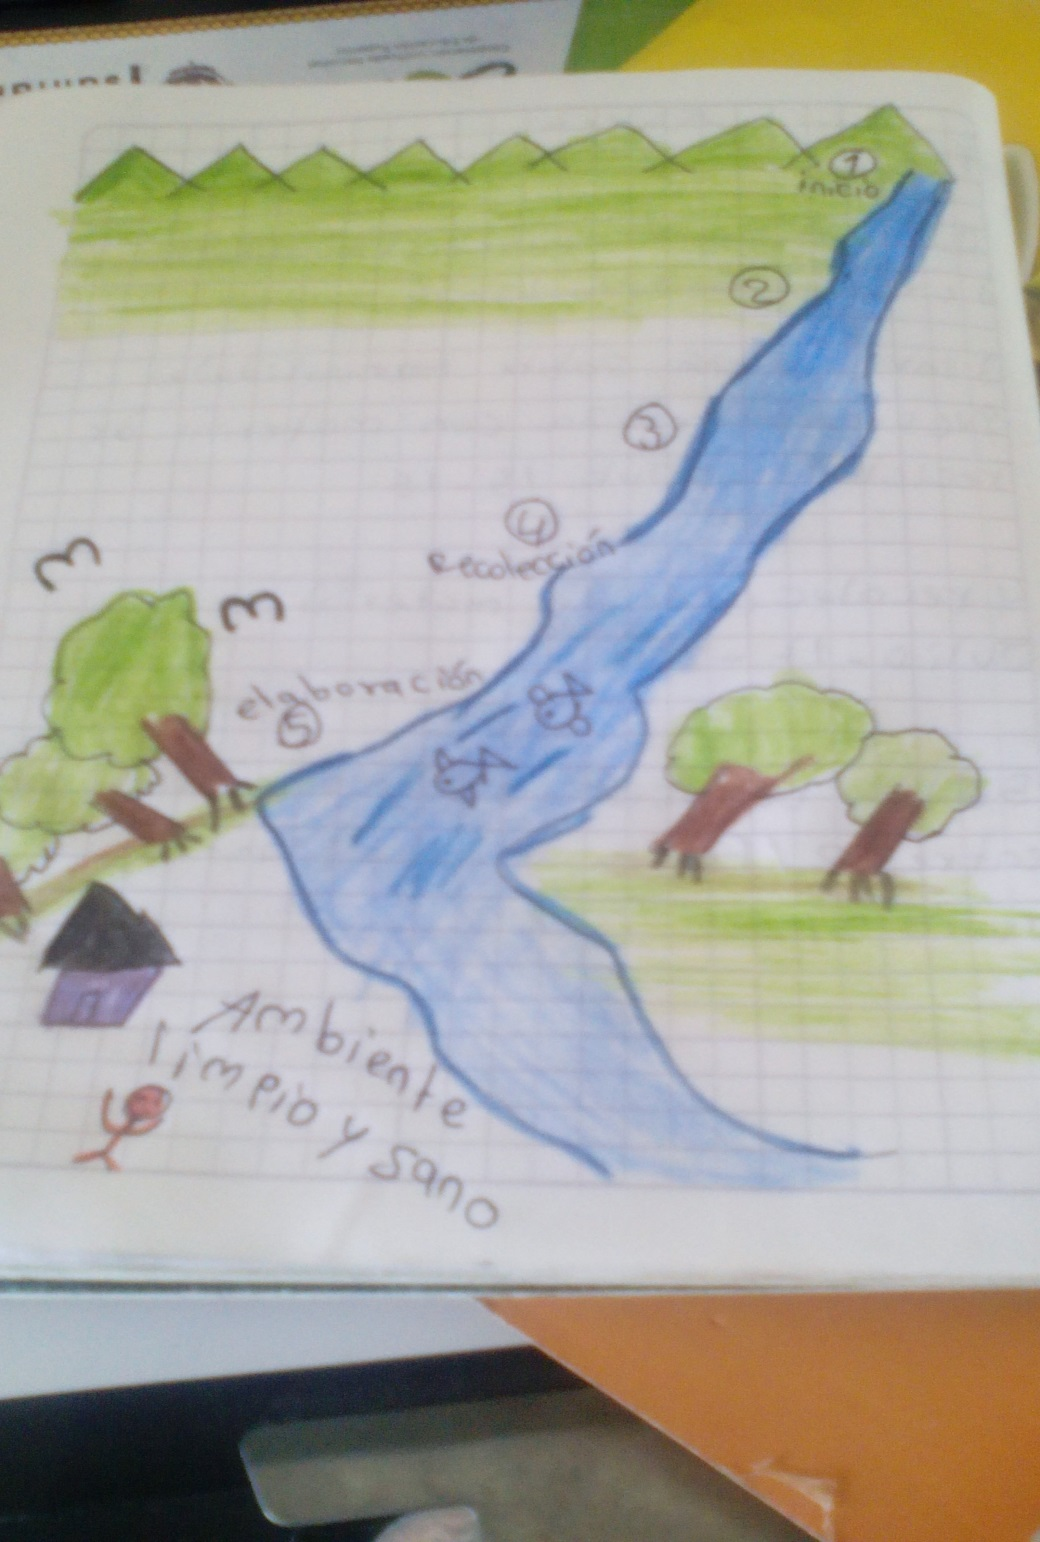 1
inicio
2
3
4
Recolección
elaboración
5
Ambiente
limpio y sano